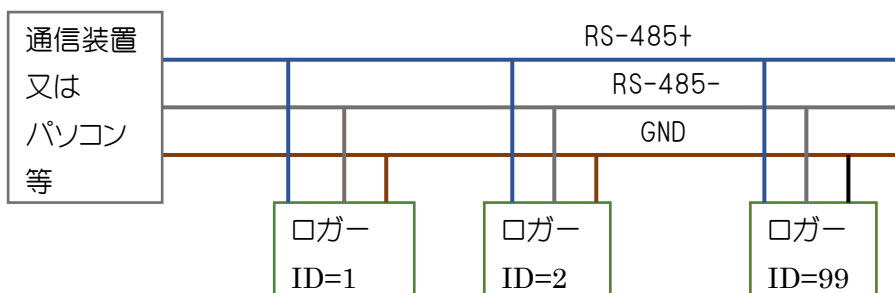 通信装置
又は
パソコン
等
RS-485+
RS-485-
GND
ロガー
ID=1
ロガー
ID=2
ロガー
ID=99